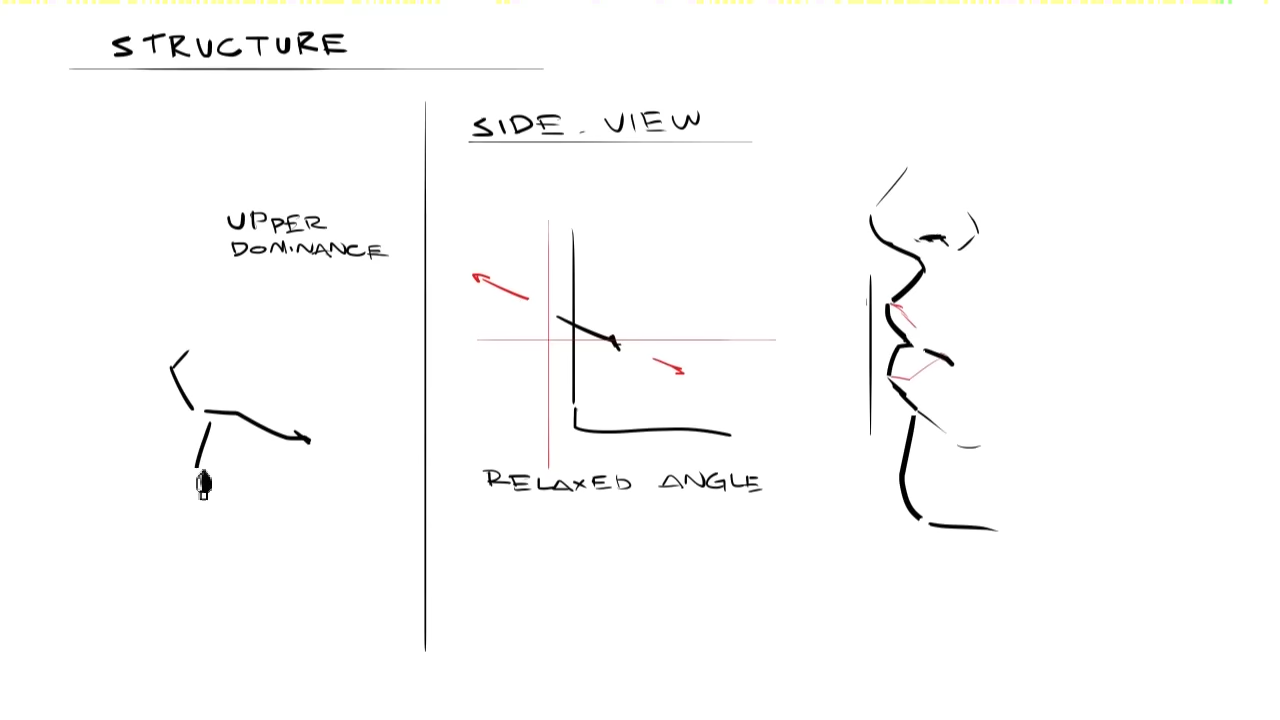 STRUCTURE
SIDE. VIEW
UPPER
DOMINANCE
RELAXED ANGLE